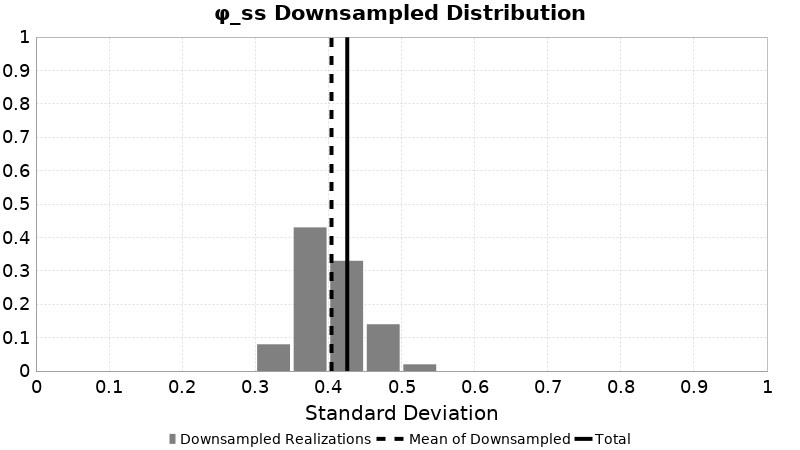 φ_ss Downsampled Distribution
1
0.9
0.8
0.7
0.6
0.5
0.4
0.3
0.2
0.1
0
0 0.1 0.2 0.3 0.4 0.5 0.6 0.7 0.8 0.9 1
Standard Deviation
Downsampled Realizations Mean of Downsampled Total